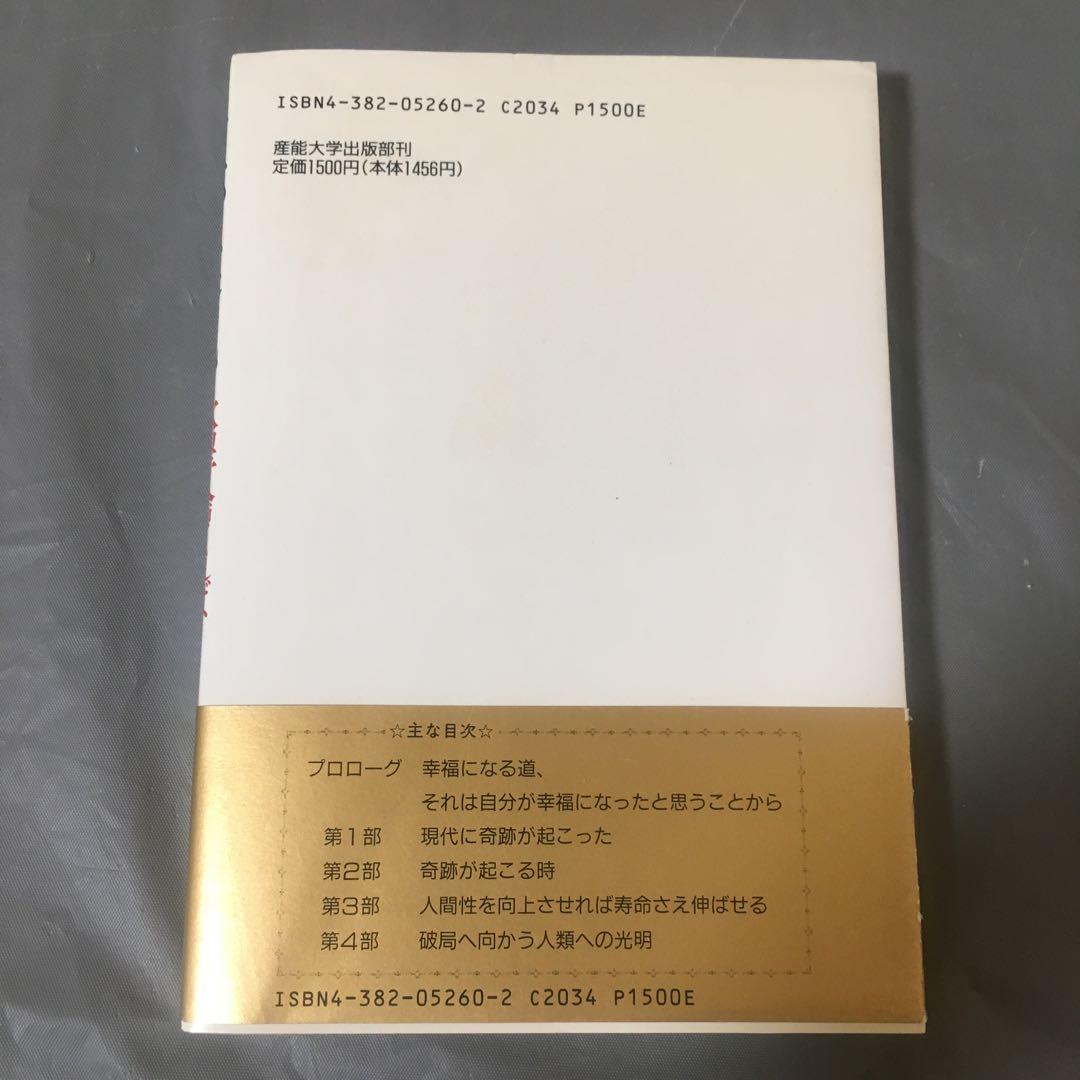 ISBN4-382-05260-2 C2034 P1500E
産能大学出版部刊
定価1500円(本体1456円)
☆主な目次☆
プロローグ 幸福になる道、
それは自分が幸福になったと思うことから
第1部 現代に奇跡が起こった
第2部 奇跡が起こる時
第3部 人間性を向上させれば寿命さえ伸ばせる
第4部 破局へ向かう人類への光明
ISBN4-382-05260-2 C2034 P1500E